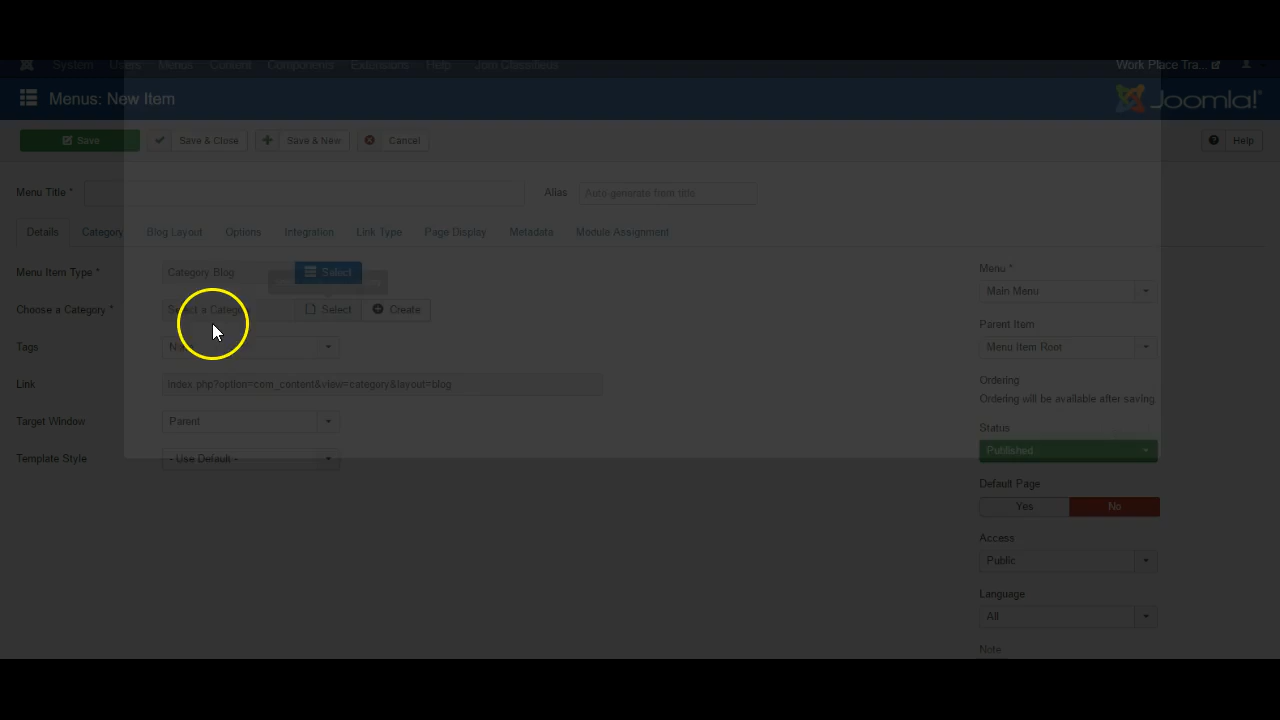 System Users Menus Content Components Extensions Help Jom Classifieds Work Place Tra...
Menus: New Item Joomla!
Save Save & Close Save & New Cancel Help
Menu Title * Alias Auto-generate from title
Details Category Blog Layout Options Integration Link Type Page Display Metadata Module Assignment
Menu Item Type * Category Blog Select
Choose a Category * Select a Catego Select Create
Tags
Link index.php?option=com_content&view=category&layout=blog
Target Window Parent
Template Style - Use Default -
Menu *
Main Menu
Parent Item
Menu Item Root
Ordering
Ordering will be available after saving
Status
Published
Default Page
Yes No
Access
Public
Language
All
Note